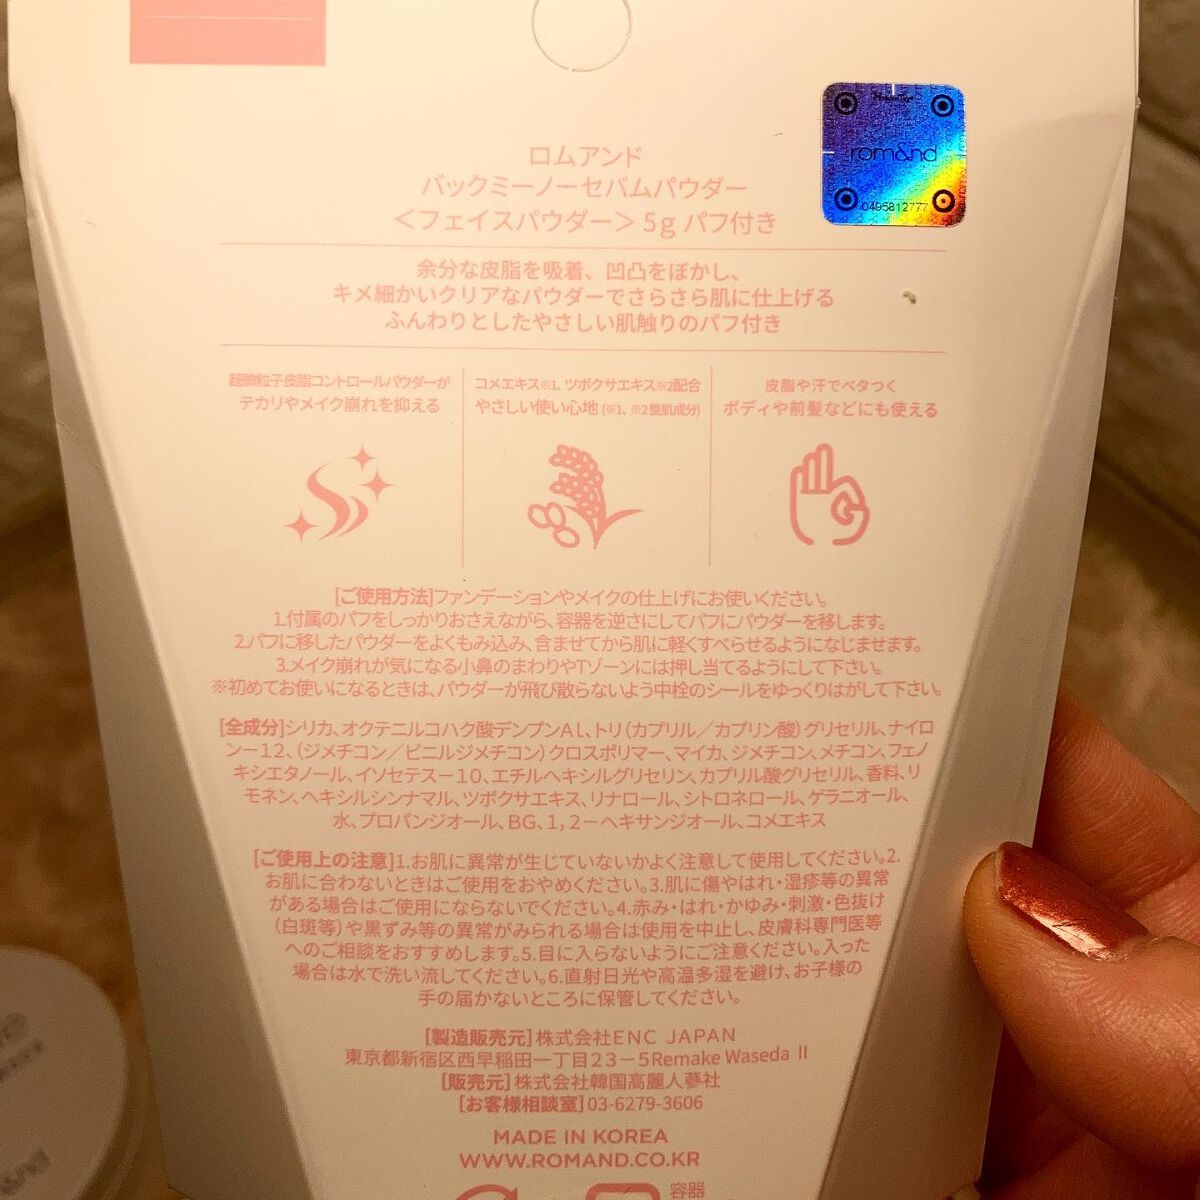 rom&nd
0495812777
ロムアンド
バックミーノーセバムパウダー
＜フェイスパウダー＞5g パフ付き
余分な皮脂を吸着、凹凸をぼかし、
キメ細かいクリアなパウダーでさらさら肌に仕上げる
ふんわりとしたやさしい肌触りのパフ付き
超微粒子皮脂コントロールパウダーが
テカリやメイク崩れを抑える
コメエキス※1、ツボクサエキス※2配合
やさしい使い心地 (※1、※2整肌成分)
皮脂や汗でベタつく
ボディや前髪などにも使える
[ご使用方法]ファンデーションやメイクの仕上げにお使いください。
1.付属のパフをしっかりおさえながら、容器を逆さにしてパフにパウダーを移します。
2.パフに移したパウダーをよくもみ込み、含ませてから肌に軽くすべらせるようになじませます。
3.メイク崩れが気になる小鼻のまわりやTゾーンには押し当てるようにして下さい。
※初めてお使いになるときは、パウダーが飛び散らないよう中栓のシールをゆっくりはがして下さい。
[全成分]シリカ、オクテニルコハク酸デンプンAl、トリ（カプリル／カプリン酸）グリセリル、ナイロ
ン－12、（ジメチコン／ビニルジメチコン）クロスポリマー、マイカ、ジメチコン、メチコン、フェノ
キシエタノール、イソセテス－10、エチルヘキシルグリセリン、カプリル酸グリセリル、香料、リ
モネン、ヘキシルシンナマル、ツボクサエキス、リナロール、シトロネロール、ゲラニオール、
水、プロパンジオール、BG、1，2－ヘキサンジオール、コメエキス
[ご使用上の注意]1.お肌に異常が生じていないかよく注意して使用してください。2.
お肌に合わないときはご使用をおやめください。3.肌に傷やはれ・湿疹等の異常
がある場合はご使用にならないでください。4.赤み・はれ・かゆみ・刺激・色抜け
（白斑等）や黒ずみ等の異常がみられる場合は使用を中止し、皮膚科専門医等
へのご相談をおすすめします。5.目に入らないようにご注意ください。入った
場合は水で洗い流してください。6.直射日光や高温多湿を避け、お子様の
手の届かないところに保管してください。
[製造販売元]株式会社ENC JAPAN
東京都新宿区西早稲田一丁目23－5Remake Waseda Ⅱ
[販売元]株式会社韓国高麗人蔘社
[お客様相談室]03-6279-3606
MADE IN KOREA
WWW.ROMAND.CO.KR
容器